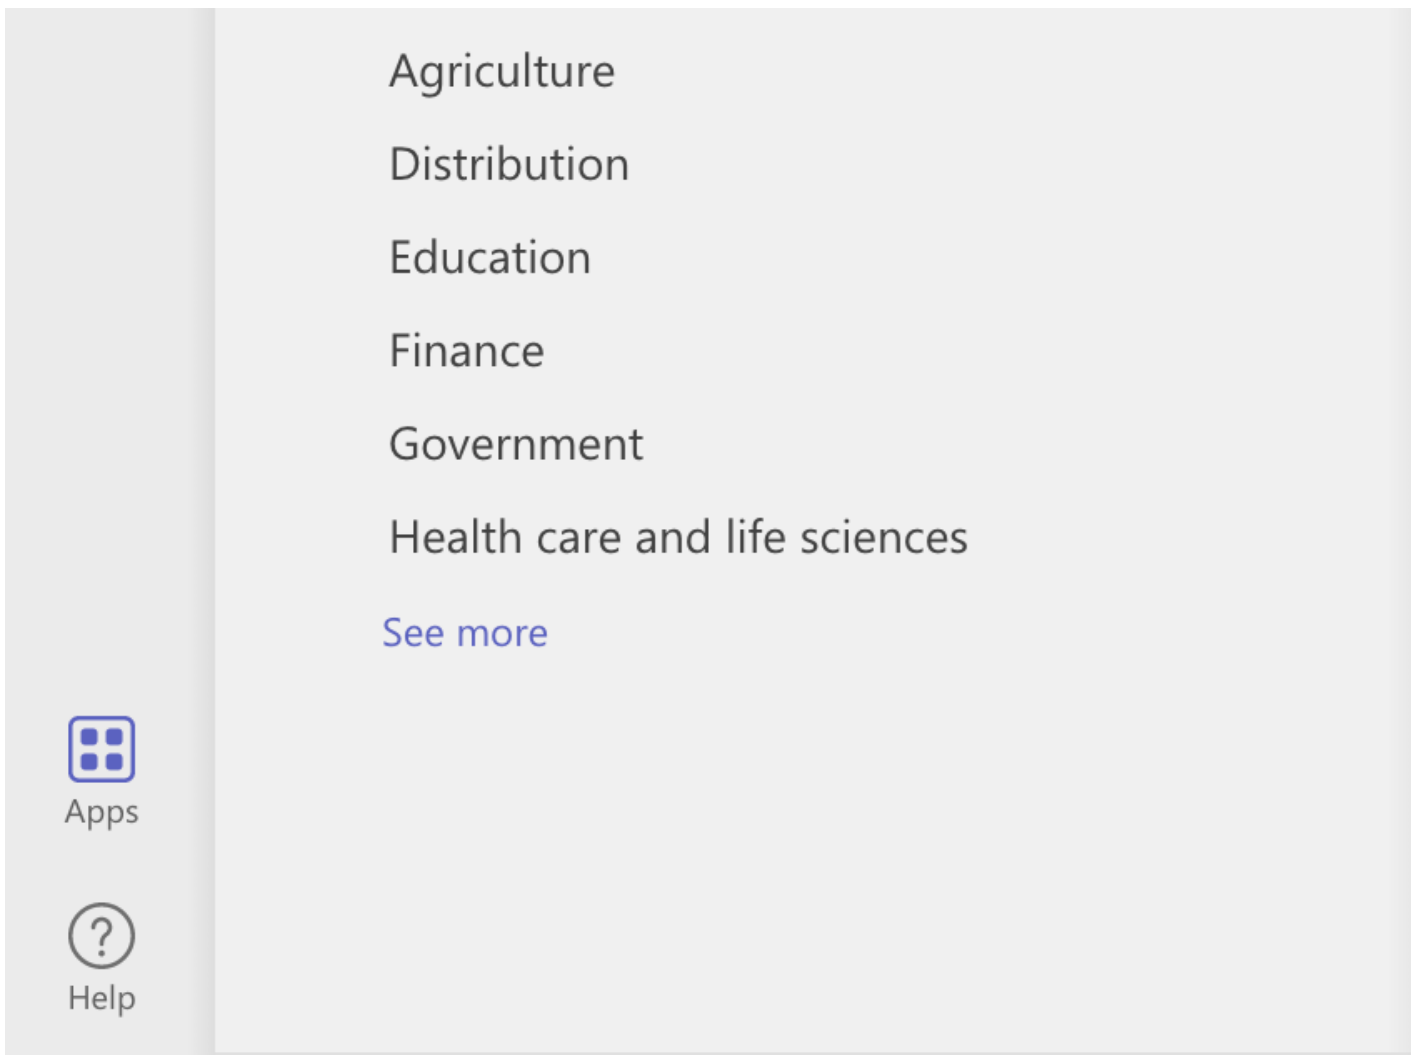 Agriculture
Distribution
Education
Finance
Government
Health care and life sciences
See more
Apps
Help